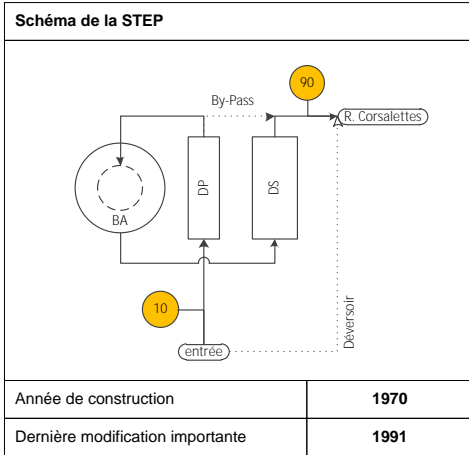 Schéma de la STEP
90
By-Pass
R. Corsalettes
DP
DS
BA
10
Déversoir
entrée
Année de construction 1970
Dernière modification importante 1991